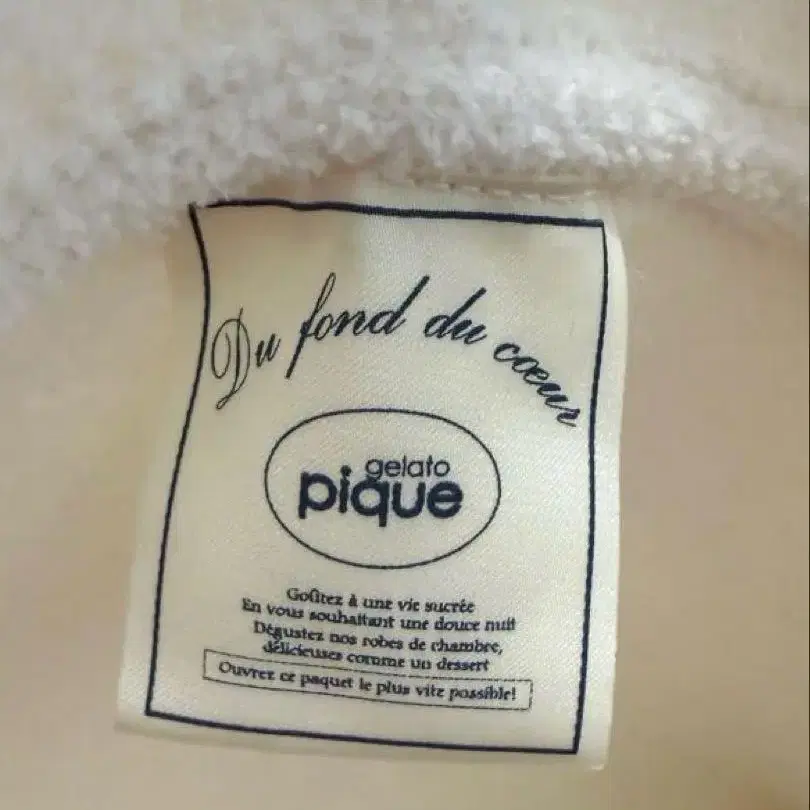 Du fond du cœur
gelato
pique
Goûtez à une vie sucrée
En vous souhaitant une douce nuit
Dégustez nos robes de chambre,
délicieuses comme un dessert
Ouvrez ce paquet le plus vite possible!